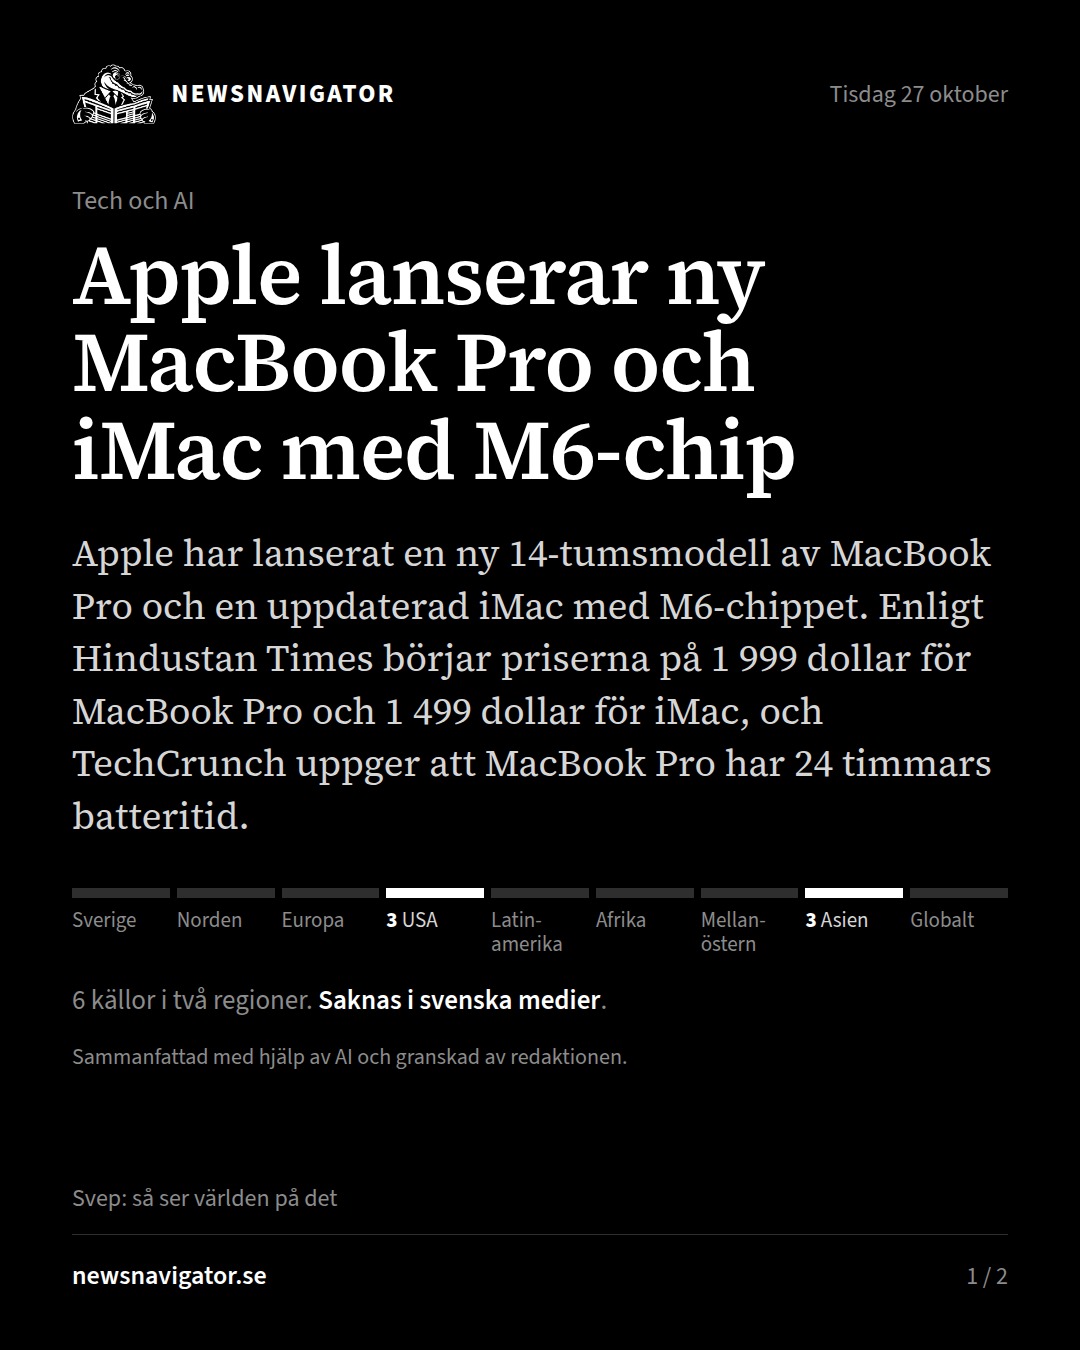 NEWSNAVIGATOR
Tisdag 27 oktober
Tech och AI
Apple lanserar ny
MacBook Pro och
iMac med M6-chip
Apple har lanserat en ny 14-tumsmodell av MacBook
Pro och en uppdaterad iMac med M6-chippet. Enligt
Hindustan Times börjar priserna på 1 999 dollar för
MacBook Pro och 1 499 dollar för iMac, och
TechCrunch uppger att MacBook Pro har 24 timmars
batteritid.
Sverige
Norden
Europa
3 USA
Latin-
amerika
Afrika
Mellan-
östern
3 Asien
Globalt
6 källor i två regioner. Saknas i svenska medier.
Sammanfattad med hjälp av AI och granskad av redaktionen.
Svep: så ser världen på det
newsnavigator.se
1 / 2